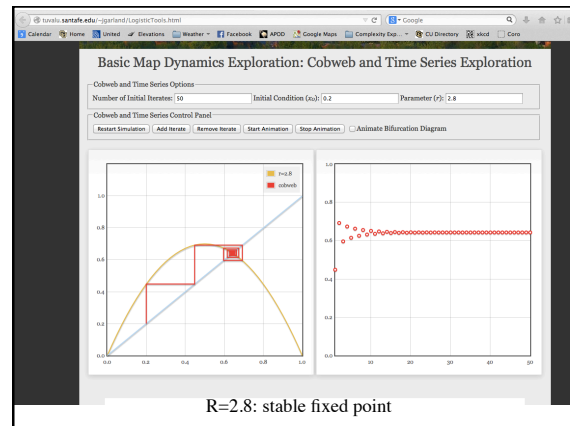 tuvalu.santafe.edu/~jgarland/LogisticTools.html
Google
Calendar
Home
United
Elevations
Weather
Facebook
APOD
Google Maps
Complexity Exp...
CU Directory
xkcd
Coro
Basic Map Dynamics Exploration: Cobweb and Time Series Exploration
Cobweb and Time Series Options
Number of Initial Iterates: 50 Initial Condition (x₀): 0.2 Parameter (r): 2.8
Cobweb and Time Series Control Panel
Restart Simulation Add Iterate Remove Iterate Start Animation Stop Animation Animate Bifurcation Diagram
r=2.8
cobweb
1.0
0.8
0.6
0.4
0.2
0.0
0.0 0.2 0.4 0.6 0.8 1.0
1.0
0.8
0.6
0.4
0.2
0.0
10 20 30 40 50
R=2.8: stable fixed point